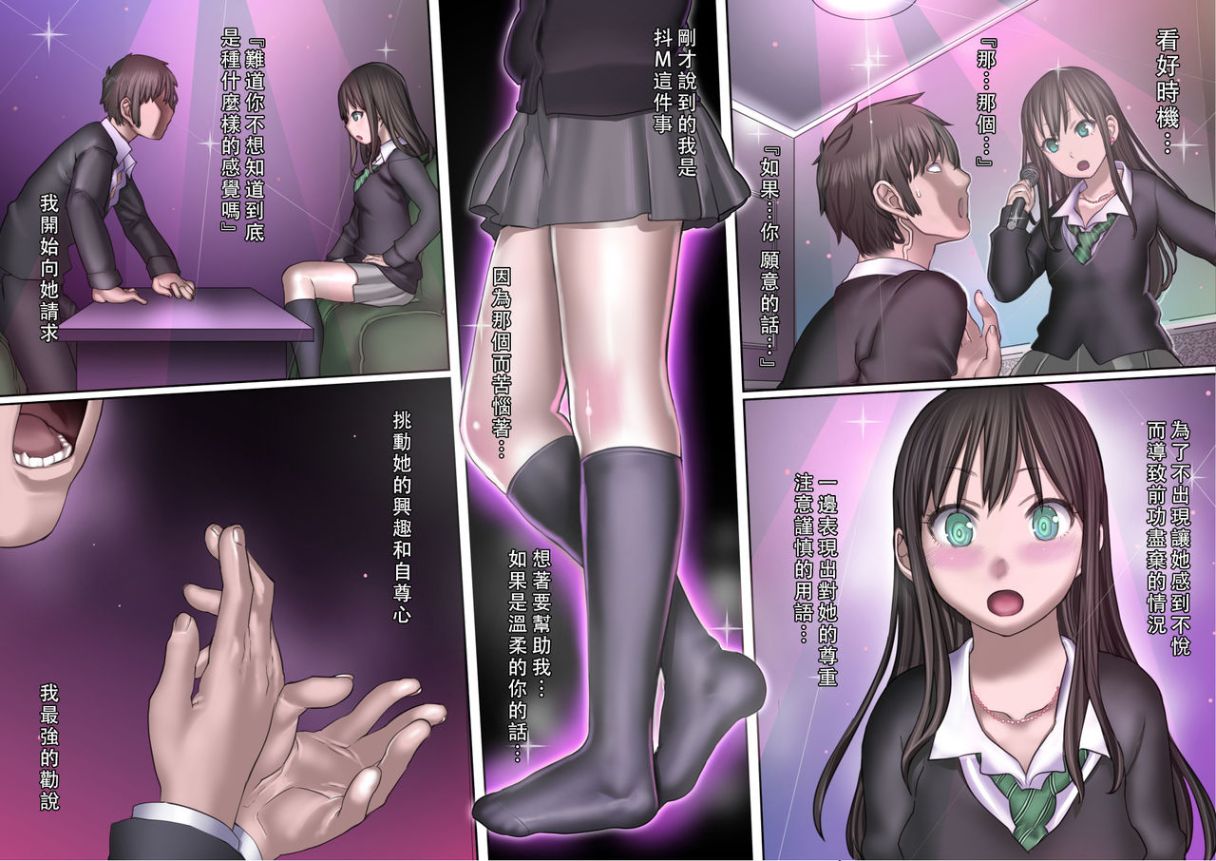 看好時機…
『那…那個…』
『如果…你 願意的話…』
為了不出現讓她感到不悅
而導致前功盡棄的情況
一邊表現出對她的尊重
注意謹慎的用語…
剛才說到的我是
抖M這件事
因為那個而苦惱著…
想著要幫助我…
如果是溫柔的你的話…
『難道你不想知道到底
是種什麼樣的感覺嗎』
我開始向她請求
挑動她的興趣和自尊心
我最強的勸說